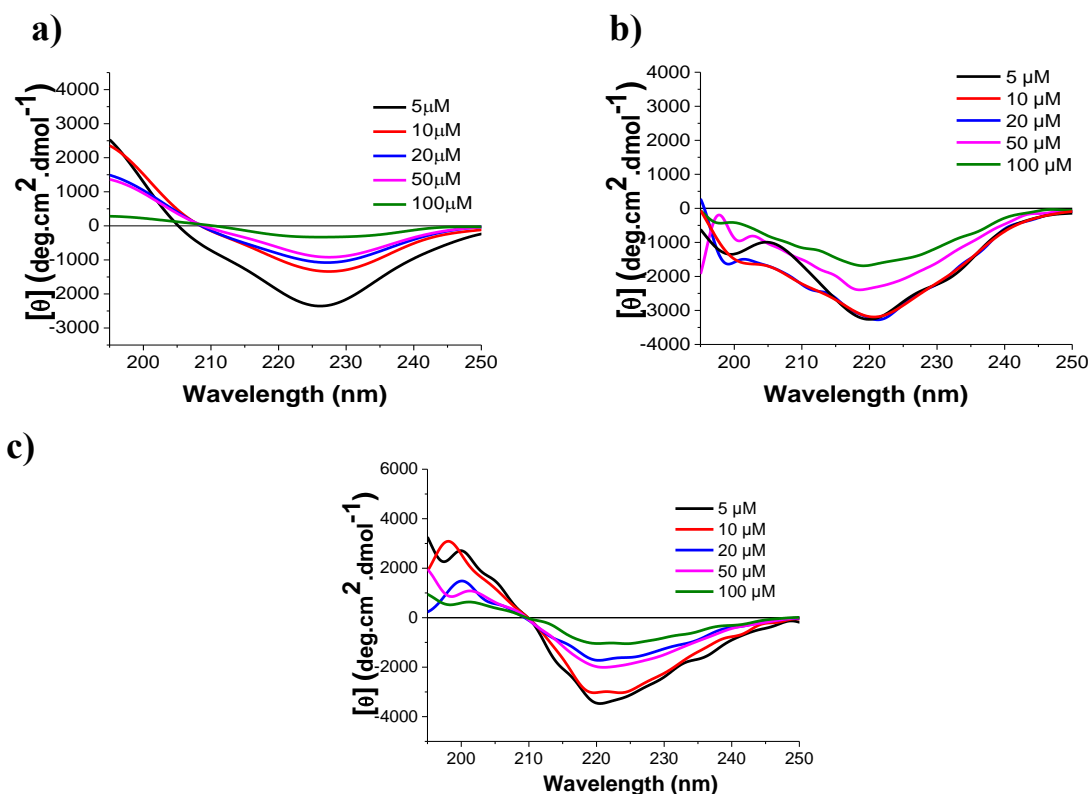 a)
[θ] (deg.cm².dmol⁻¹)
4000
3000
2000
1000
0
-1000
-2000
-3000
200 210 220 230 240 250
Wavelength (nm)
5μM
10μM
20μM
50μM
100μM
b)
[θ] (deg.cm².dmol⁻¹)
4000
3000
2000
1000
0
-1000
-2000
-3000
-4000
200 210 220 230 240 250
Wavelength (nm)
5 μM
10 μM
20 μM
50 μM
100 μM
c)
[θ] (deg.cm².dmol⁻¹)
6000
4000
2000
0
-2000
-4000
200 210 220 230 240 250
Wavelength (nm)
5 μM
10 μM
20 μM
50 μM
100 μM